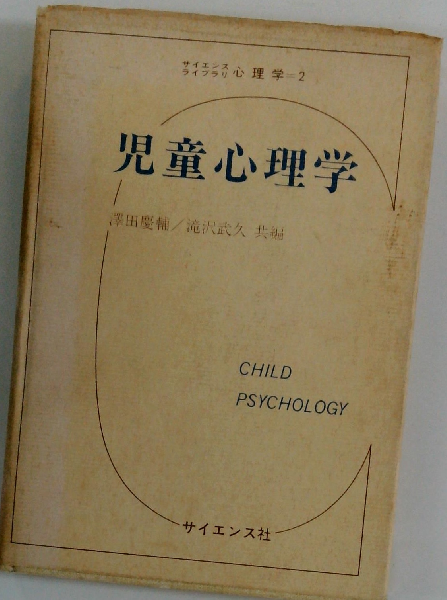 サイエンス
ライブラリ 心理学=2
児童心理学
澤田慶輔/滝沢武久 共編
CHILD
PSYCHOLOGY
サイエンス社